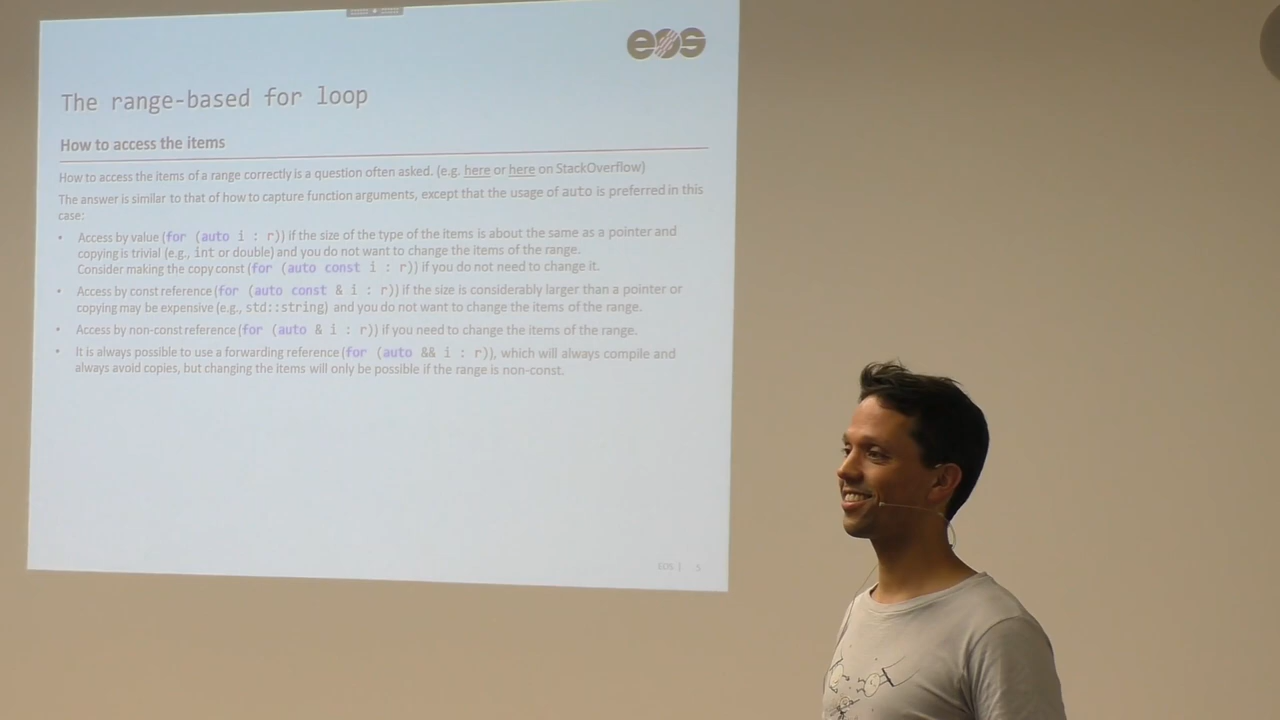 eos
The range-based for loop
How to access the items
How to access the items of a range correctly is a question often asked. (e.g. here or here on StackOverflow)
The answer is similar to that of how to capture function arguments, except that the usage of auto is preferred in this
case:
• Access by value (for (auto i : r)) if the size of the type of the items is about the same as a pointer and
copying is trivial (e.g., int or double) and you do not want to change the items of the range.
Consider making the copy const (for (auto const i : r)) if you do not need to change it.
• Access by const reference (for (auto const & i : r)) if the size is considerably larger than a pointer or
copying may be expensive (e.g., std::string) and you do not want to change the items of the range.
• Access by non-const reference (for (auto & i : r)) if you need to change the items of the range.
• It is always possible to use a forwarding reference (for (auto && i : r)), which will always compile and
always avoid copies, but changing the items will only be possible if the range is non-const.
EOS | 5